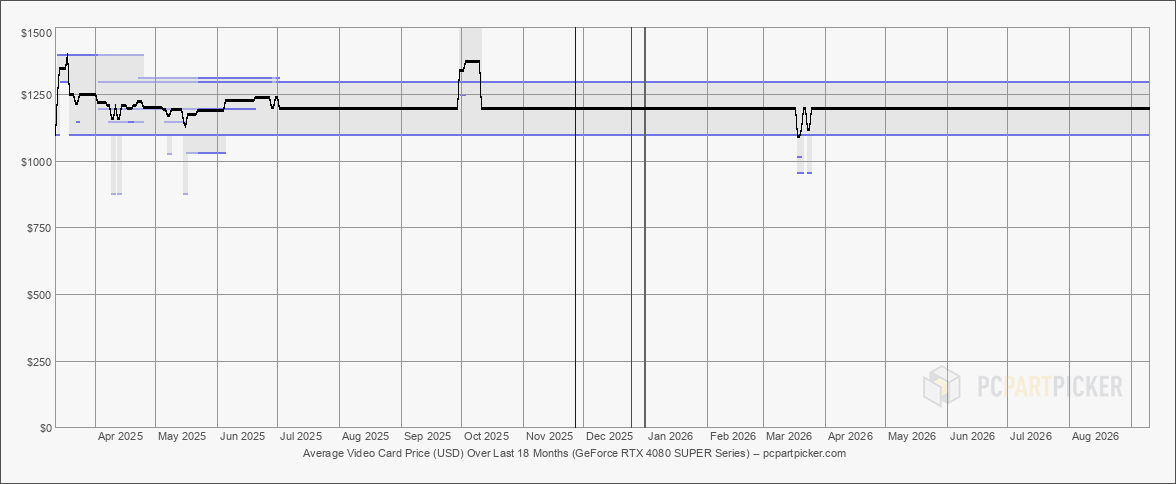 $1500
$1250
$1000
$750
$500
$250
$0
Apr 2025 May 2025 Jun 2025 Jul 2025 Aug 2025 Sep 2025 Oct 2025 Nov 2025 Dec 2025 Jan 2026 Feb 2026 Mar 2026 Apr 2026 May 2026 Jun 2026 Jul 2026 Aug 2026
Average Video Card Price (USD) Over Last 18 Months (GeForce RTX 4080 SUPER Series) -- pcpartpicker.com
PCPARTPICKER